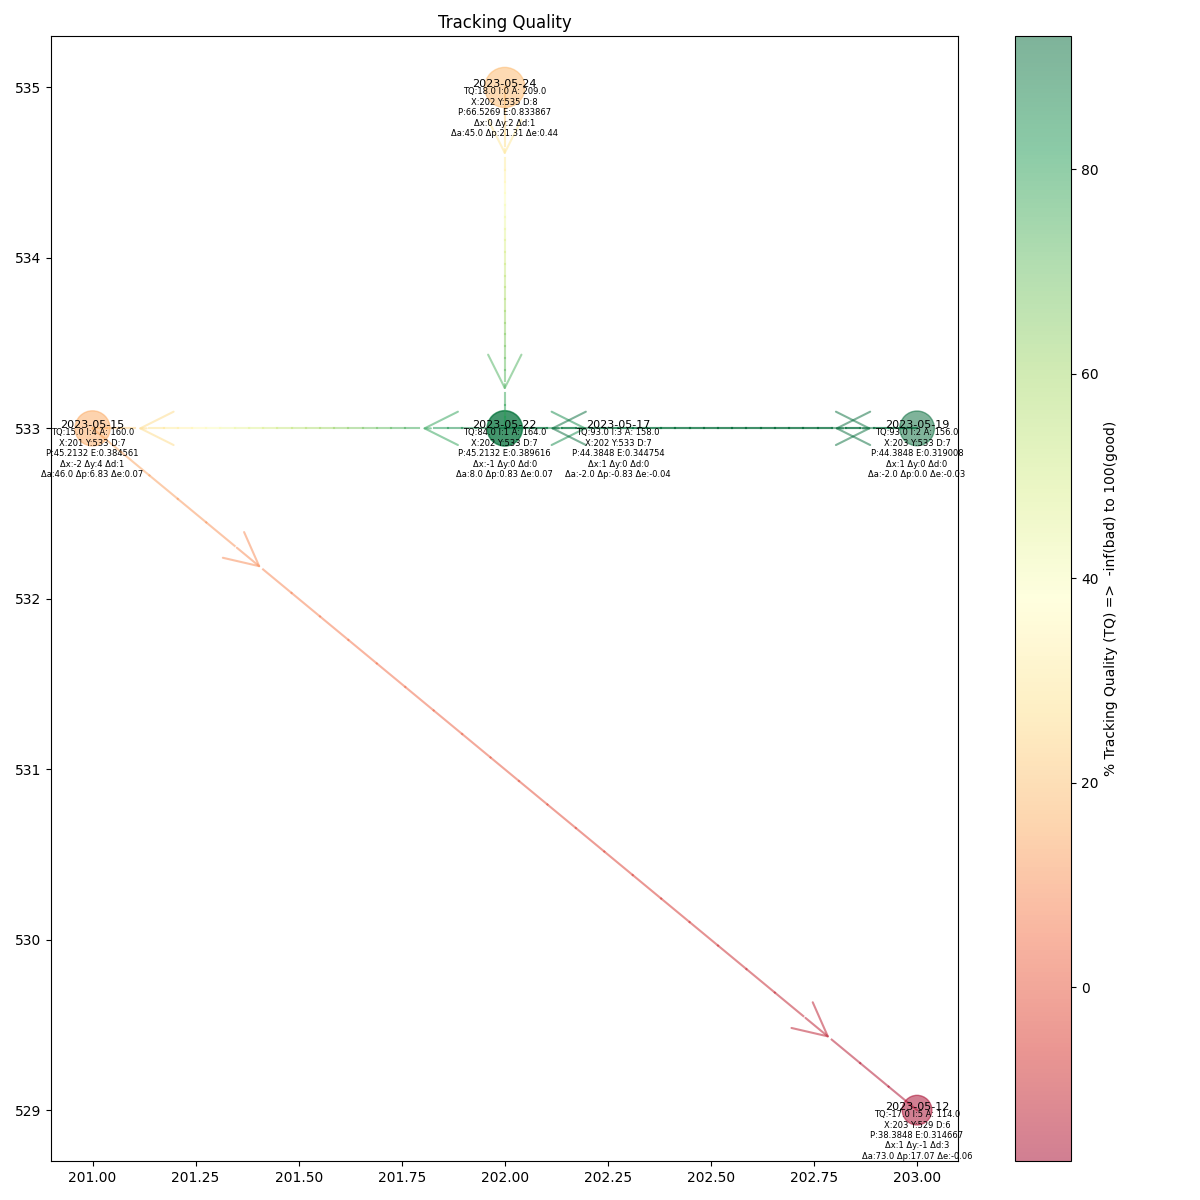 Tracking Quality
535
534
533
532
531
530
529
201.00
201.25
201.50
201.75
202.00
202.25
202.50
202.75
203.00
2023-05-24
TQ:18.0 I:0 A: 209.0
X:202 Y:535 D:8
P:66.5269 E:0.833867
Δx:0 Δy:2 Δd:1
Δa:45.0 Δp:21.31 Δe:0.44
2023-05-15
TQ:15.0 I:4 A: 160.0
X:201 Y:533 D:7
P:45.2132 E:0.384561
Δx:-2 Δy:4 Δd:1
Δa:46.0 Δp:6.83 Δe:0.07
2023-05-22
TQ:84.0 I:1 A: 164.0
X:202 Y:533 D:7
P:45.2132 E:0.389616
Δx:-1 Δy:0 Δd:0
Δa:8.0 Δp:0.83 Δe:0.07
2023-05-17
TQ:93.0 I:3 A: 158.0
X:202 Y:533 D:7
P:44.3848 E:0.344754
Δx:1 Δy:0 Δd:0
Δa:-2.0 Δp:-0.83 Δe:-0.04
2023-05-19
TQ:93.0 I:2 A: 156.0
X:203 Y:533 D:7
P:44.3848 E:0.319008
Δx:1 Δy:0 Δd:0
Δa:-2.0 Δp:0.0 Δe:-0.03
2023-05-12
TQ:-17.0 I:5 A: 114.0
X:203 Y:529 D:6
P:38.3848 E:0.314667
Δx:1 Δy:-1 Δd:3
Δa:73.0 Δp:17.07 Δe:-0.06
80
60
40
20
0
% Tracking Quality (TQ) =>  -inf(bad) to 100(good)